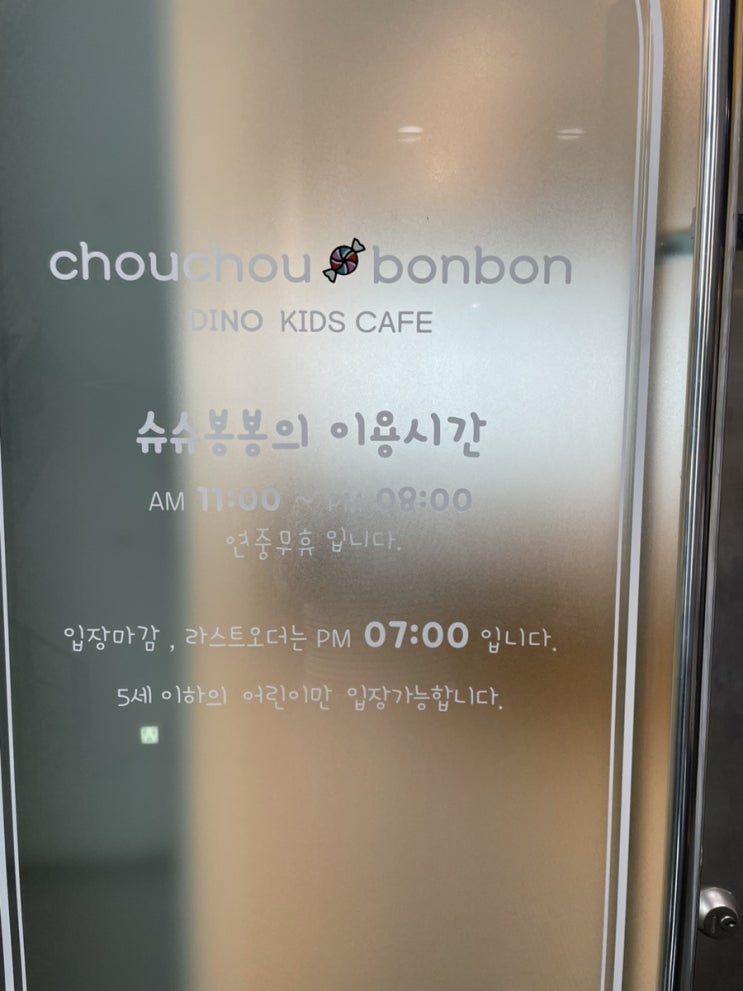 chouchou bonbon
DINO KIDS CAFE
슈슈봉봉의 이용시간
AM 11:00 ~ PM 08:00
연중무휴 입니다.
입장마감 , 라스트오더는 PM 07:00 입니다.
5세 이하의 어린이만 입장가능합니다.